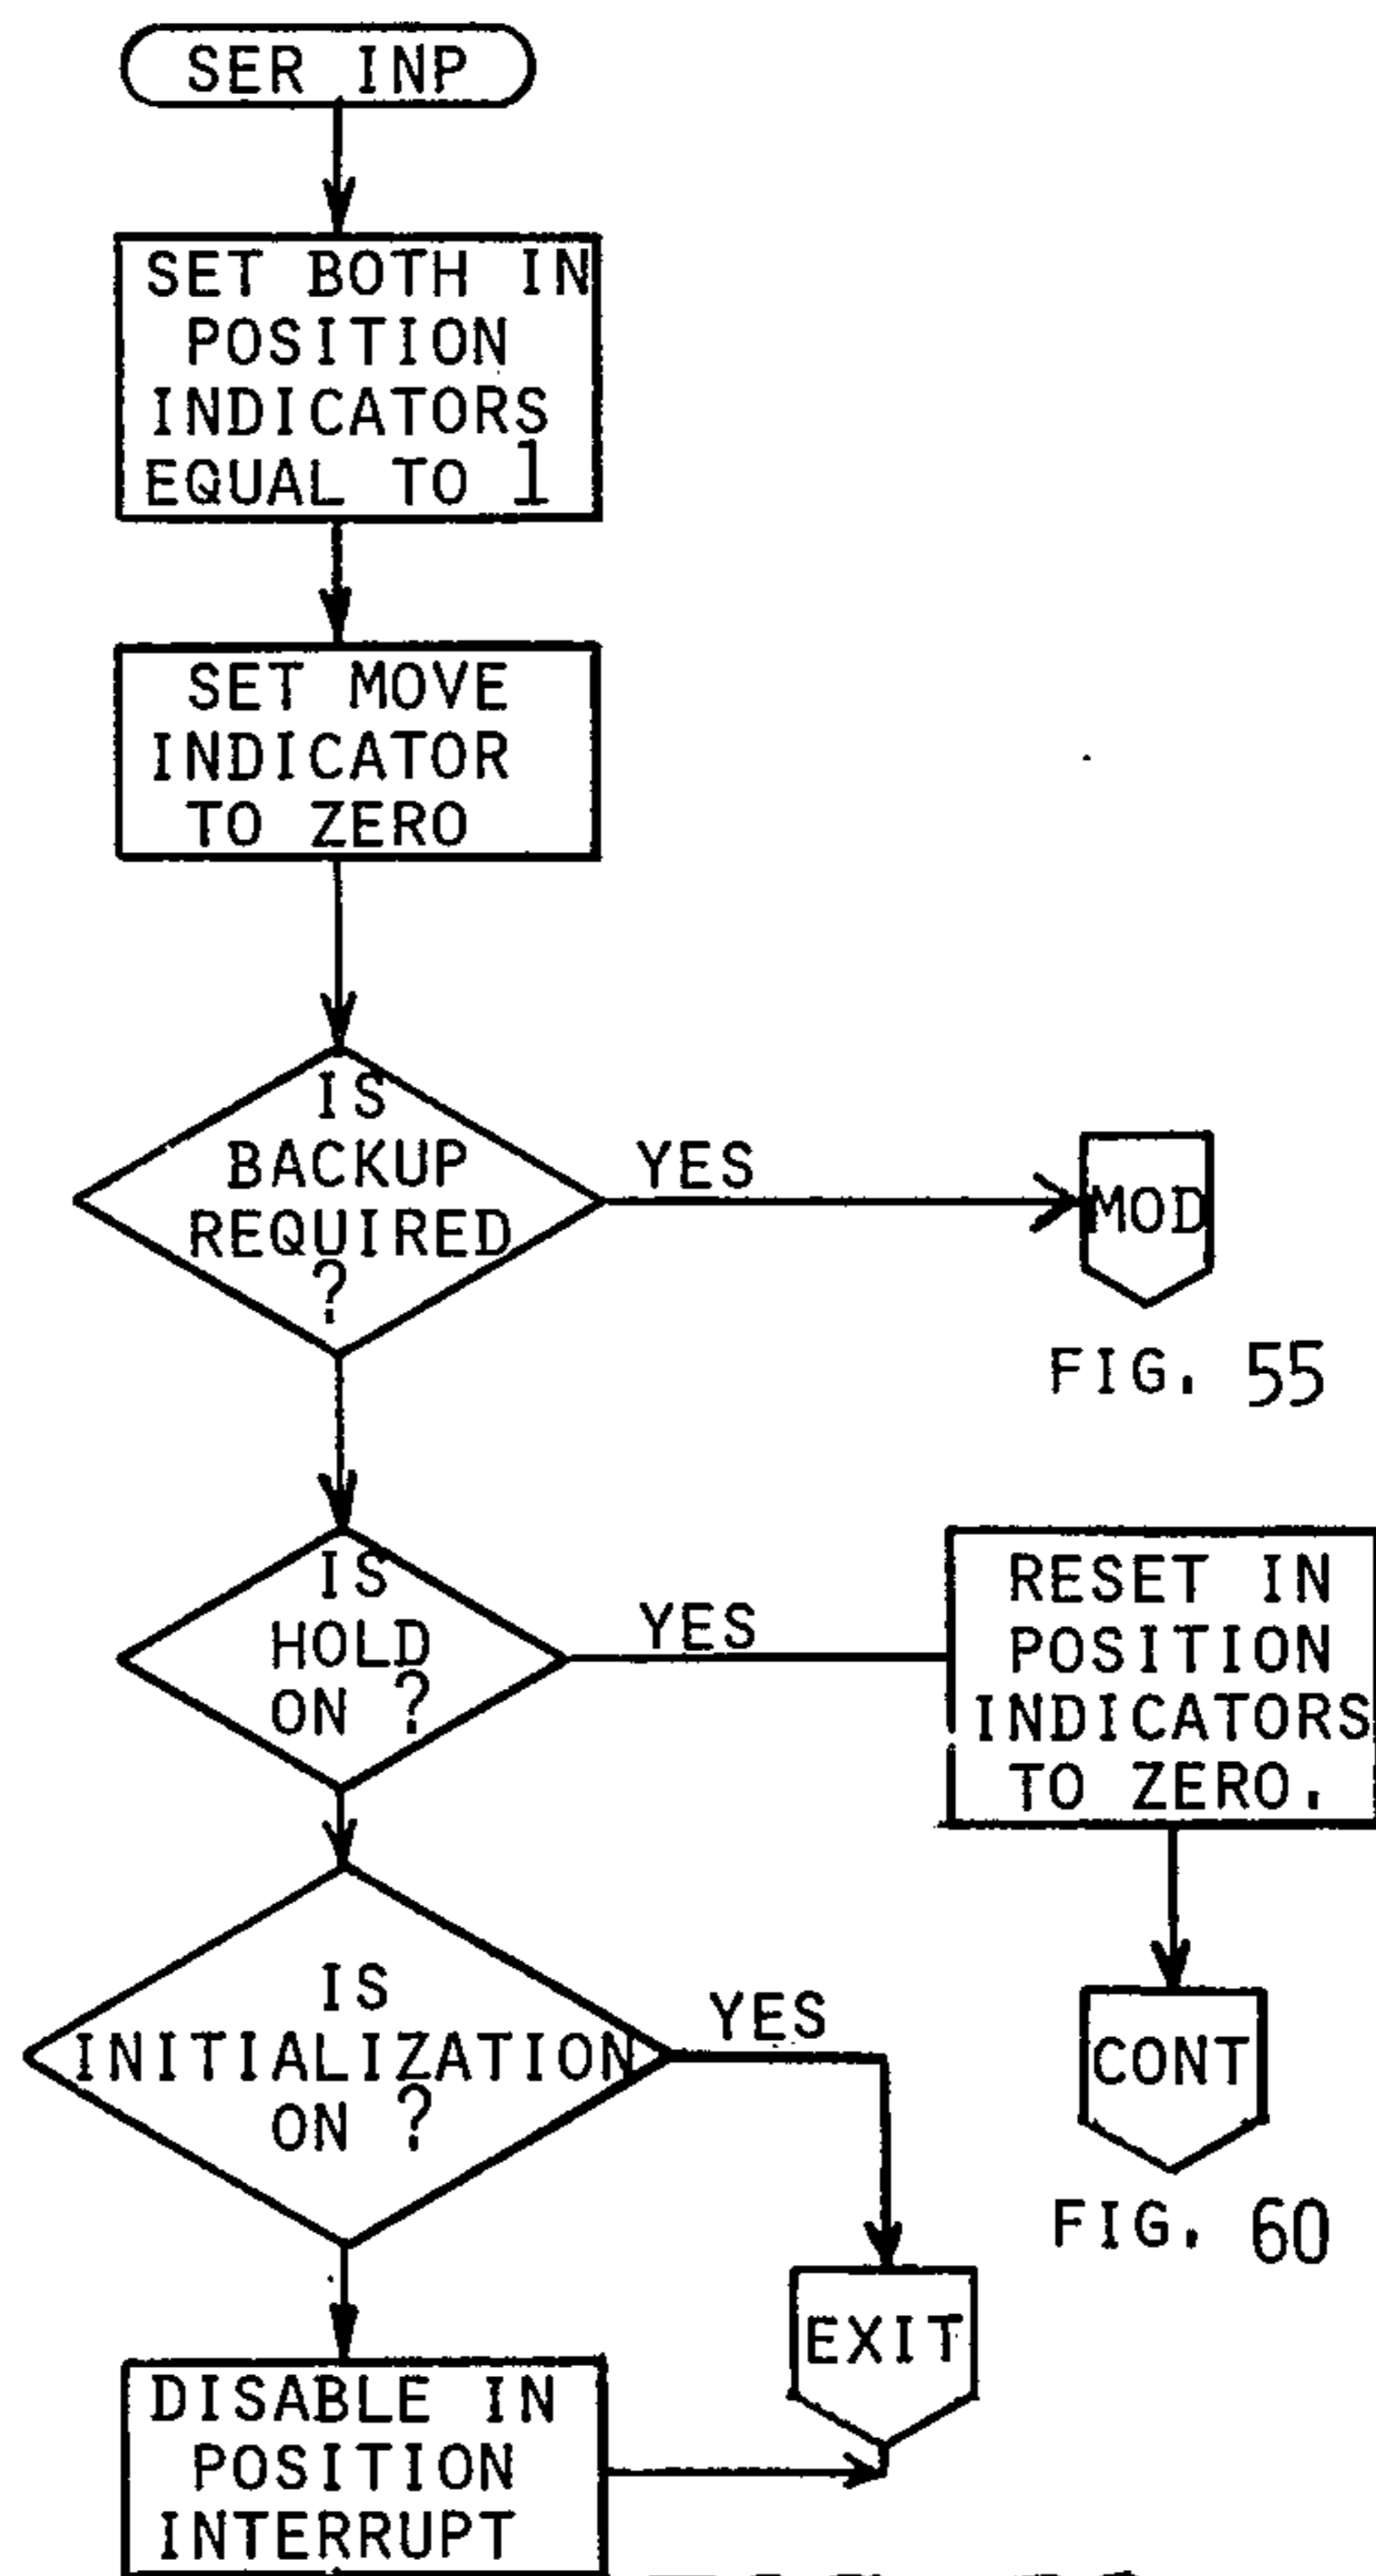 SER INP
SET BOTH IN
POSITION
INDICATORS
EQUAL TO 1
SET MOVE
INDICATOR
TO ZERO
IS
BACKUP
REQUIRED
?
YES
MOD
FIG. 55
IS
HOLD
ON ?
YES
RESET IN
POSITION
INDICATORS
TO ZERO.
CONT
FIG. 60
IS
INITIALIZATION
ON ?
YES
EXIT
DISABLE IN
POSITION
INTERRUPT